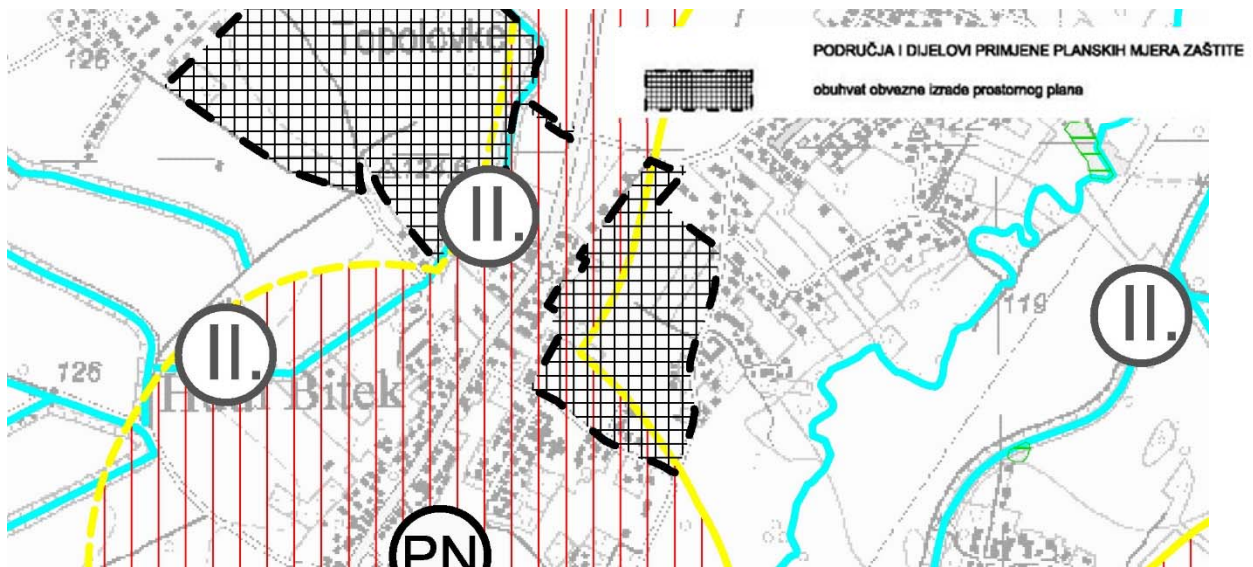 Topolovke
126
PODRUČJA I DIJELOVI PRIMJENE PLANSKIH MJERA ZAŠTITE
obuhvat obvezne izrade prostornog plana
II.
119
II.
II.
126
Bitek
PN